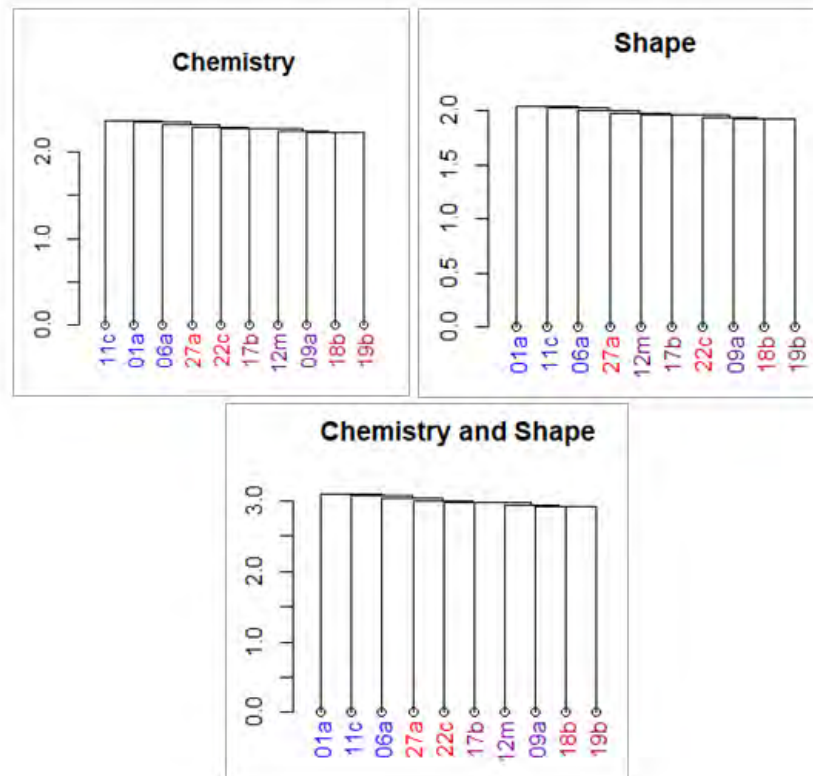 Chemistry
2.0
1.0
0.0
11c 01a 06a 27a 22c 17b 12m 09a 18b 19b
Shape
2.0
1.5
1.0
0.5
0.0
01a 11c 06a 27a 12m 17b 22c 09a 18b 19b
Chemistry and Shape
3.0
2.0
1.0
0.0
01a 11c 06a 27a 22c 17b 12m 09a 18b 19b